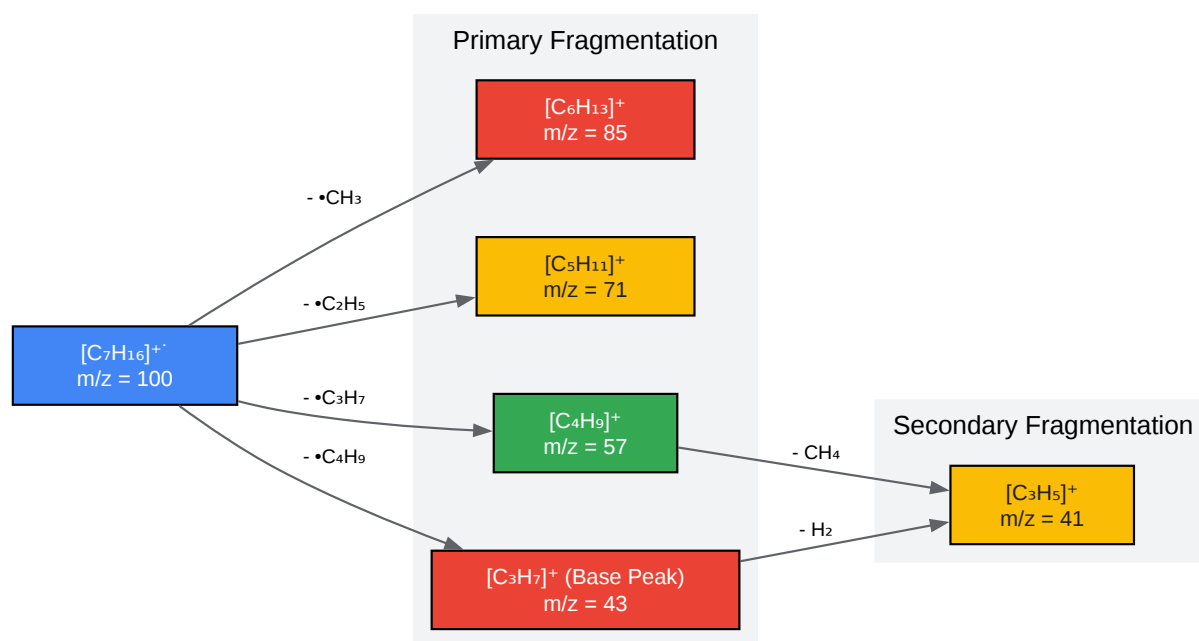 Primary Fragmentation
[C₆H₁₃]⁺
m/z = 85
- •CH₃
[C₅H₁₁]⁺
m/z = 71
- •C₂H₅
[C₇H₁₆]⁺˙
m/z = 100
- •C₃H₇
[C₄H₉]⁺
m/z = 57
- •C₄H₉
[C₃H₇]⁺ (Base Peak)
m/z = 43
Secondary Fragmentation
- CH₄
[C₃H₅]⁺
m/z = 41
- H₂